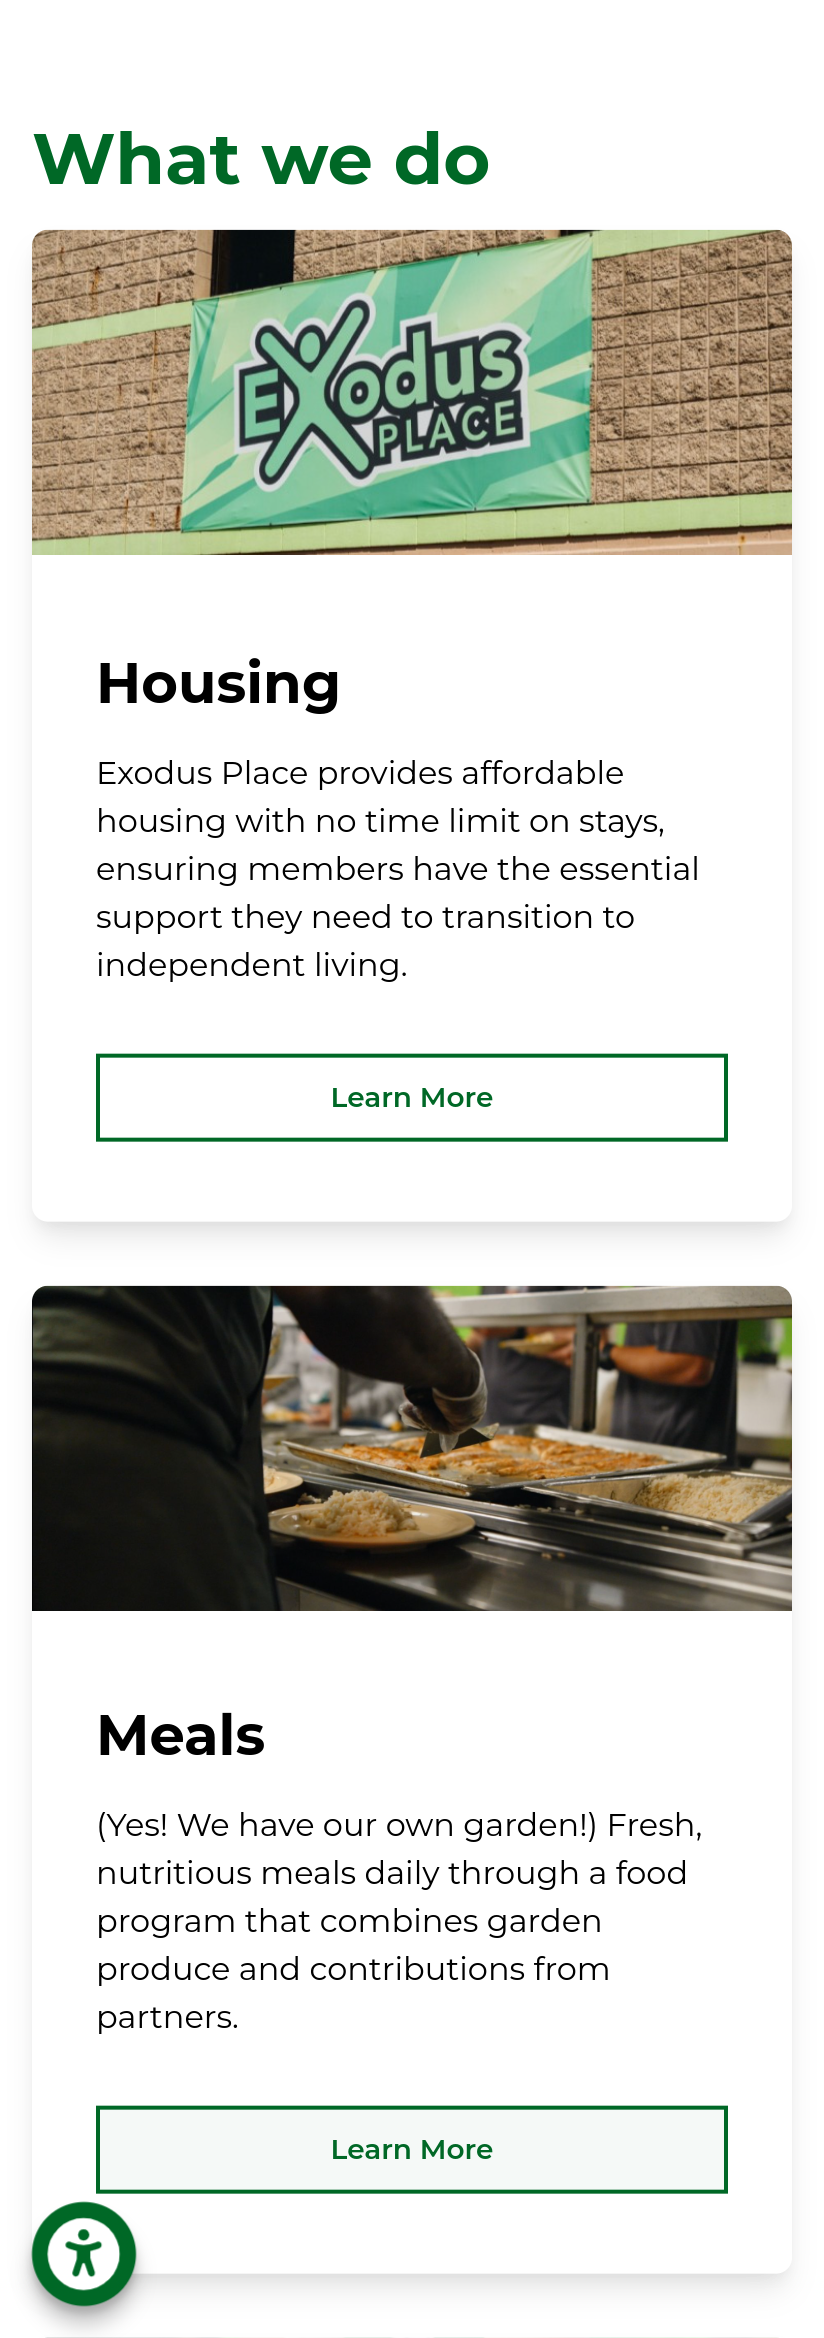 What we do
EXodus
PLACE
Housing
Exodus Place provides affordable
housing with no time limit on stays,
ensuring members have the essential
support they need to transition to
independent living.
Learn More
Meals
(Yes! We have our own garden!) Fresh,
nutritious meals daily through a food
program that combines garden
produce and contributions from
partners.
Learn More